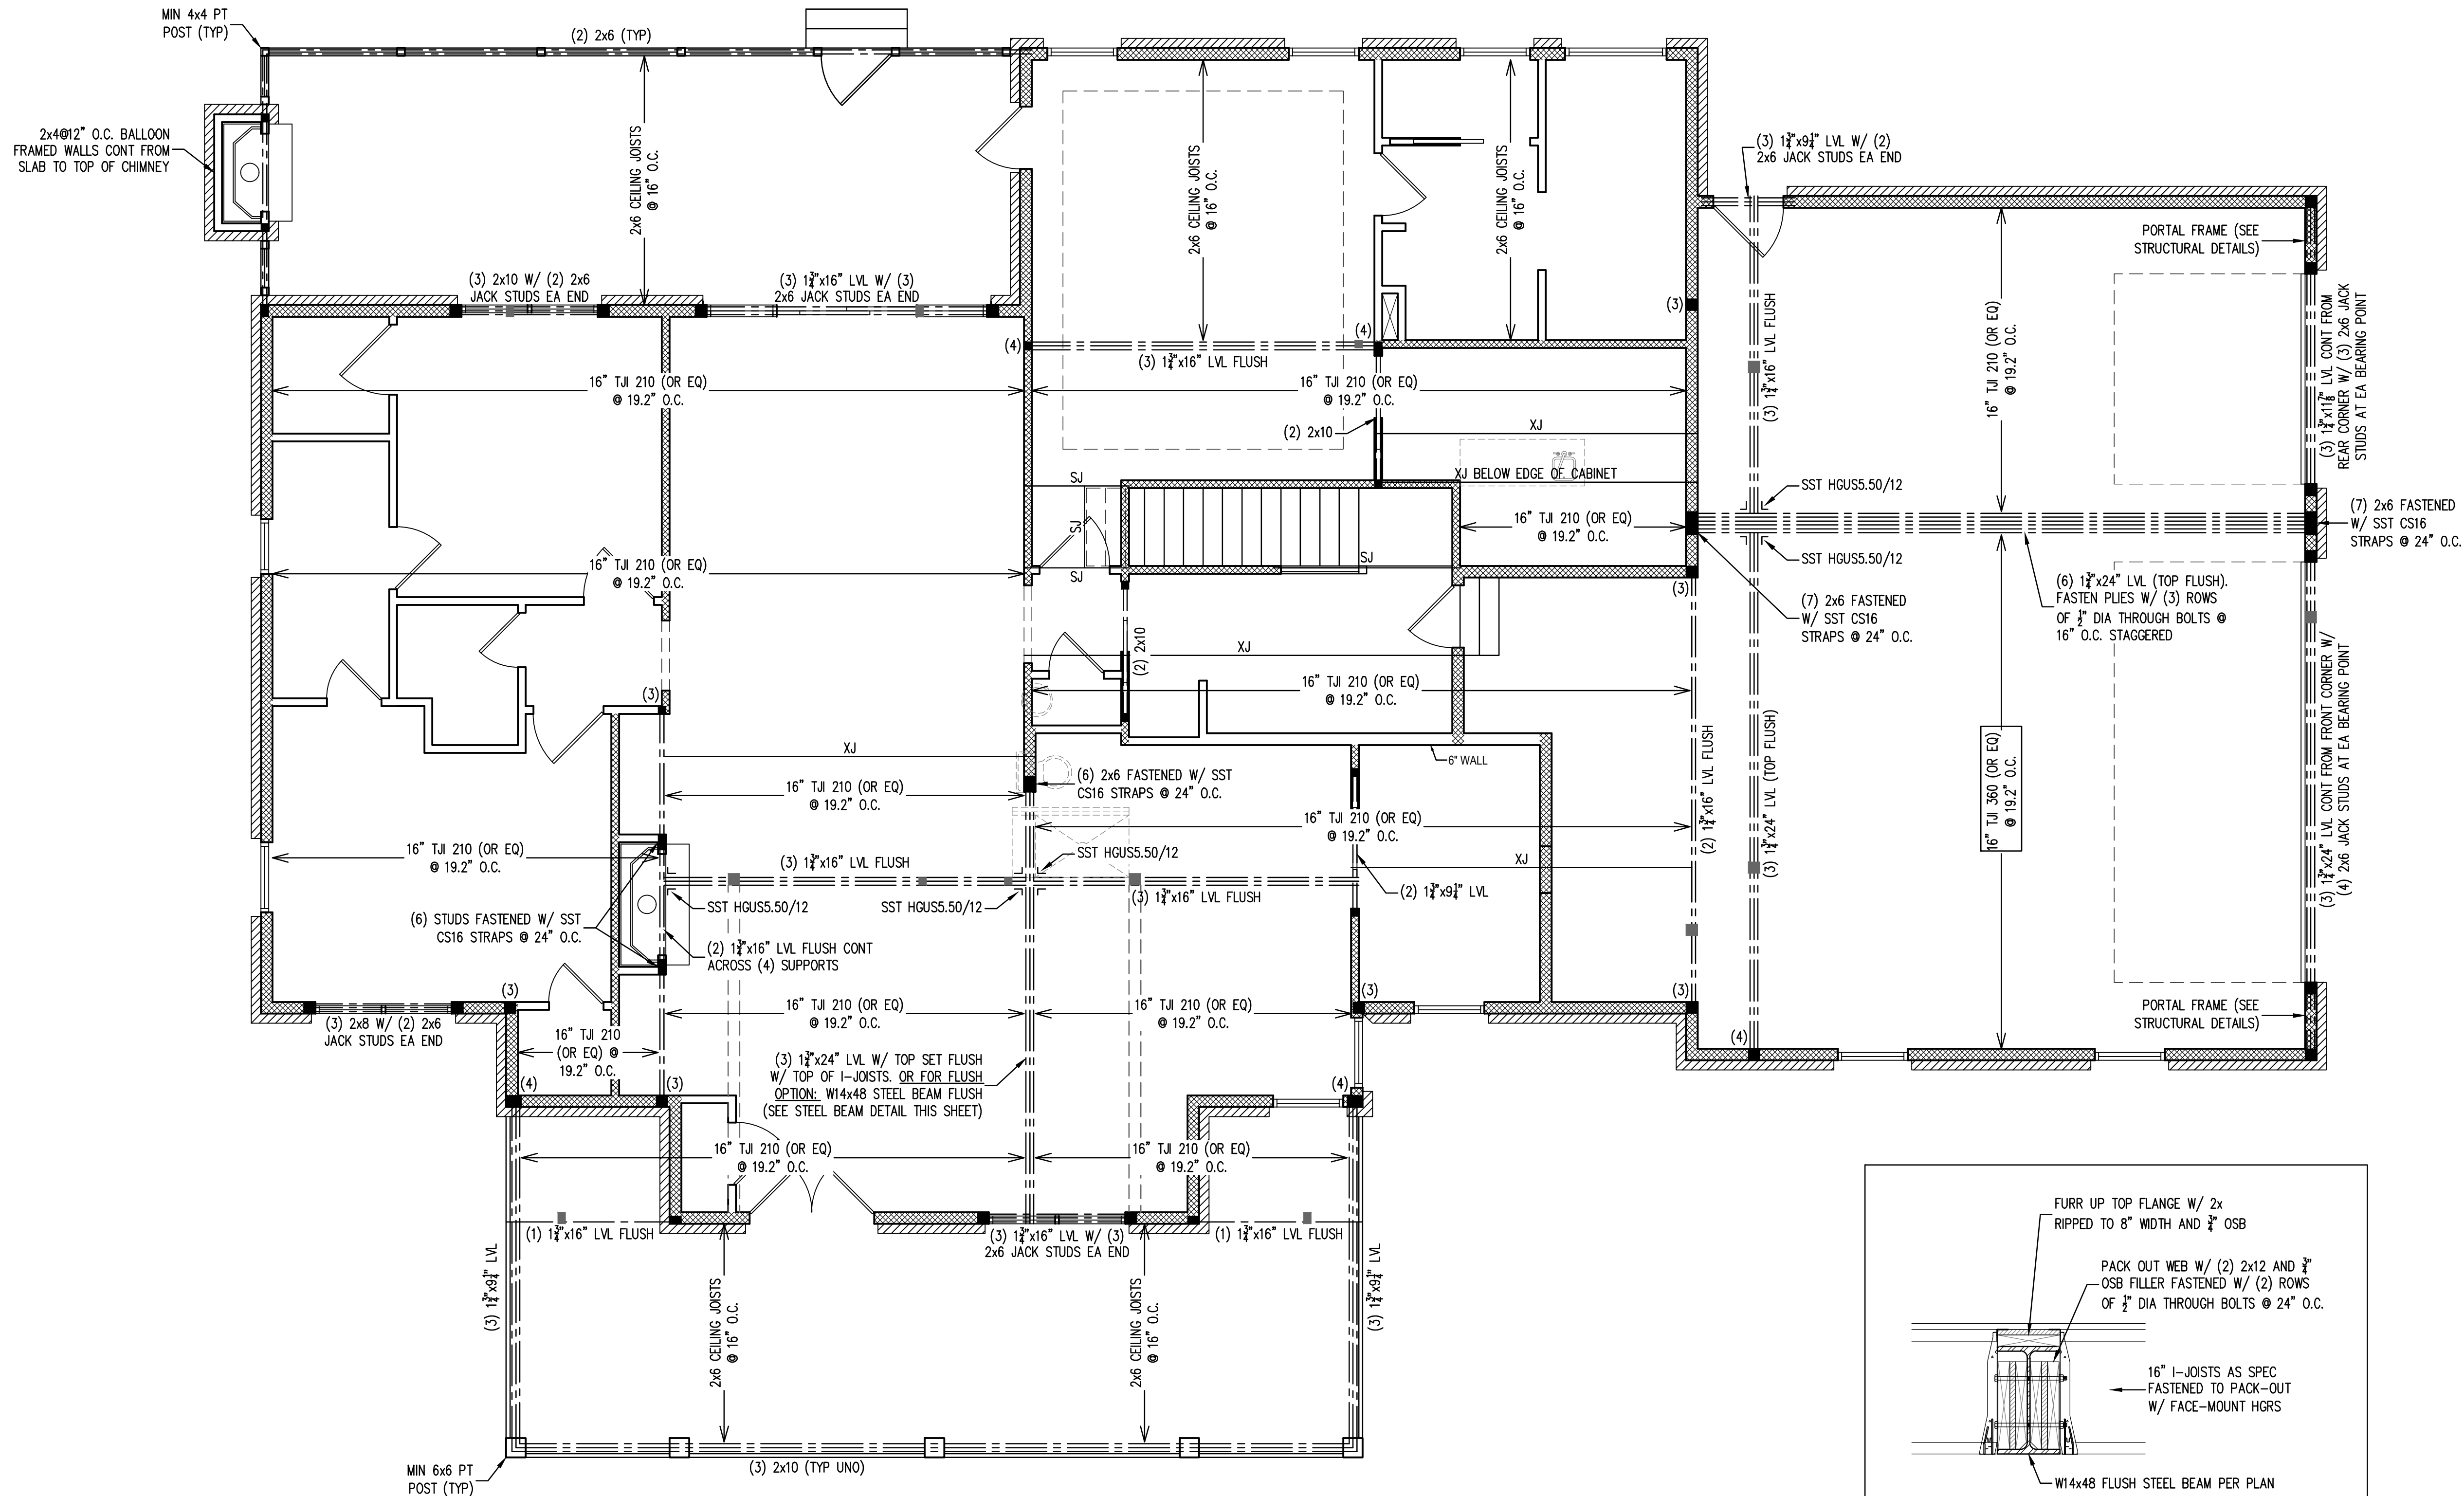 MIN 4x4 PT
POST (TYP)
(2) 2x6 (TYP)
2x4@12" O.C. BALLOON
FRAMED WALLS CONT FROM
SLAB TO TOP OF CHIMNEY
2x6 CEILING JOISTS
@ 16" O.C.
2x6 CEILING JOISTS
@ 16" O.C.
2x6 CEILING JOISTS
@ 16" O.C.
(3) 1¾"x9¼" LVL W/ (2)
2x6 JACK STUDS EA END
PORTAL FRAME (SEE
STRUCTURAL DETAILS)
(3) 2x10 W/ (2) 2x6
JACK STUDS EA END
(3) 1¾"x16" LVL W/ (3)
2x6 JACK STUDS EA END
(4)
(3) 1¾"x16" LVL FLUSH
(4)
(3)
(3) 1¾"x16" LVL FLUSH
16" TJI 210 (OR EQ)
@ 19.2" O.C.
(3) 1¾"x11⅞" LVL CONT FROM
REAR CORNER W/ (3) 2x6 JACK
STUDS AT EA BEARING POINT
16" TJI 210 (OR EQ)
@ 19.2" O.C.
16" TJI 210 (OR EQ)
@ 19.2" O.C.
(2) 2x10
XJ
XJ BELOW EDGE OF CABINET
SJ
SJ
SJ
SJ
16" TJI 210 (OR EQ)
@ 19.2" O.C.
SST HGUS5.50/12
SST HGUS5.50/12
(7) 2x6 FASTENED
W/ SST CS16
STRAPS @ 24" O.C.
16" TJI 210 (OR EQ)
@ 19.2" O.C.
(3)
(7) 2x6 FASTENED
W/ SST CS16
STRAPS @ 24" O.C.
(6) 1¾"x24" LVL (TOP FLUSH).
FASTEN PLIES W/ (3) ROWS
OF ½" DIA THROUGH BOLTS @
16" O.C. STAGGERED
(2) 2x10
XJ
16" TJI 210 (OR EQ)
@ 19.2" O.C.
(3)
XJ
6" WALL
(2) 1¾"x16" LVL FLUSH
(3) 1¾"x24" LVL (TOP FLUSH)
16" TJI 360 (OR EQ)
@ 19.2" O.C.
(3) 1¾"x24" LVL CONT FROM FRONT CORNER W/
(4) 2x6 JACK STUDS AT EA BEARING POINT
16" TJI 210 (OR EQ)
@ 19.2" O.C.
(6) 2x6 FASTENED W/ SST
CS16 STRAPS @ 24" O.C.
16" TJI 210 (OR EQ)
@ 19.2" O.C.
16" TJI 210 (OR EQ)
@ 19.2" O.C.
(3) 1¾"x16" LVL FLUSH
SST HGUS5.50/12
XJ
SST HGUS5.50/12
SST HGUS5.50/12
(3) 1¾"x16" LVL FLUSH
(2) 1¾"x9¼" LVL
(6) STUDS FASTENED W/ SST
CS16 STRAPS @ 24" O.C.
(2) 1¾"x16" LVL FLUSH CONT
ACROSS (4) SUPPORTS
(3)
(3)
(3)
(3) 2x8 W/ (2) 2x6
JACK STUDS EA END
16" TJI 210 (OR EQ)
@ 19.2" O.C.
16" TJI 210 (OR EQ)
@ 19.2" O.C.
PORTAL FRAME (SEE
STRUCTURAL DETAILS)
(4)
16" TJI 210
(OR EQ) @
19.2" O.C.
(4)
(3)
(3) 1¾"x24" LVL W/ TOP SET FLUSH
W/ TOP OF I-JOISTS. OR FOR FLUSH
OPTION: W14x48 STEEL BEAM FLUSH
(SEE STEEL BEAM DETAIL THIS SHEET)
(4)
16" TJI 210 (OR EQ)
@ 19.2" O.C.
16" TJI 210 (OR EQ)
@ 19.2" O.C.
(1) 1¾"x16" LVL FLUSH
(3) 1¾"x16" LVL W/ (3)
2x6 JACK STUDS EA END
(1) 1¾"x16" LVL FLUSH
(3) 1¾"x9¼" LVL
2x6 CEILING JOISTS
@ 16" O.C.
2x6 CEILING JOISTS
@ 16" O.C.
(3) 1¾"x9¼" LVL
MIN 6x6 PT
POST (TYP)
(3) 2x10 (TYP UNO)
FURR UP TOP FLANGE W/ 2x
RIPPED TO 8" WIDTH AND ¾" OSB
PACK OUT WEB W/ (2) 2x12 AND ¾"
OSB FILLER FASTENED W/ (2) ROWS
OF ½" DIA THROUGH BOLTS @ 24" O.C.
16" I-JOISTS AS SPEC
FASTENED TO PACK-OUT
W/ FACE-MOUNT HGRS
W14x48 FLUSH STEEL BEAM PER PLAN